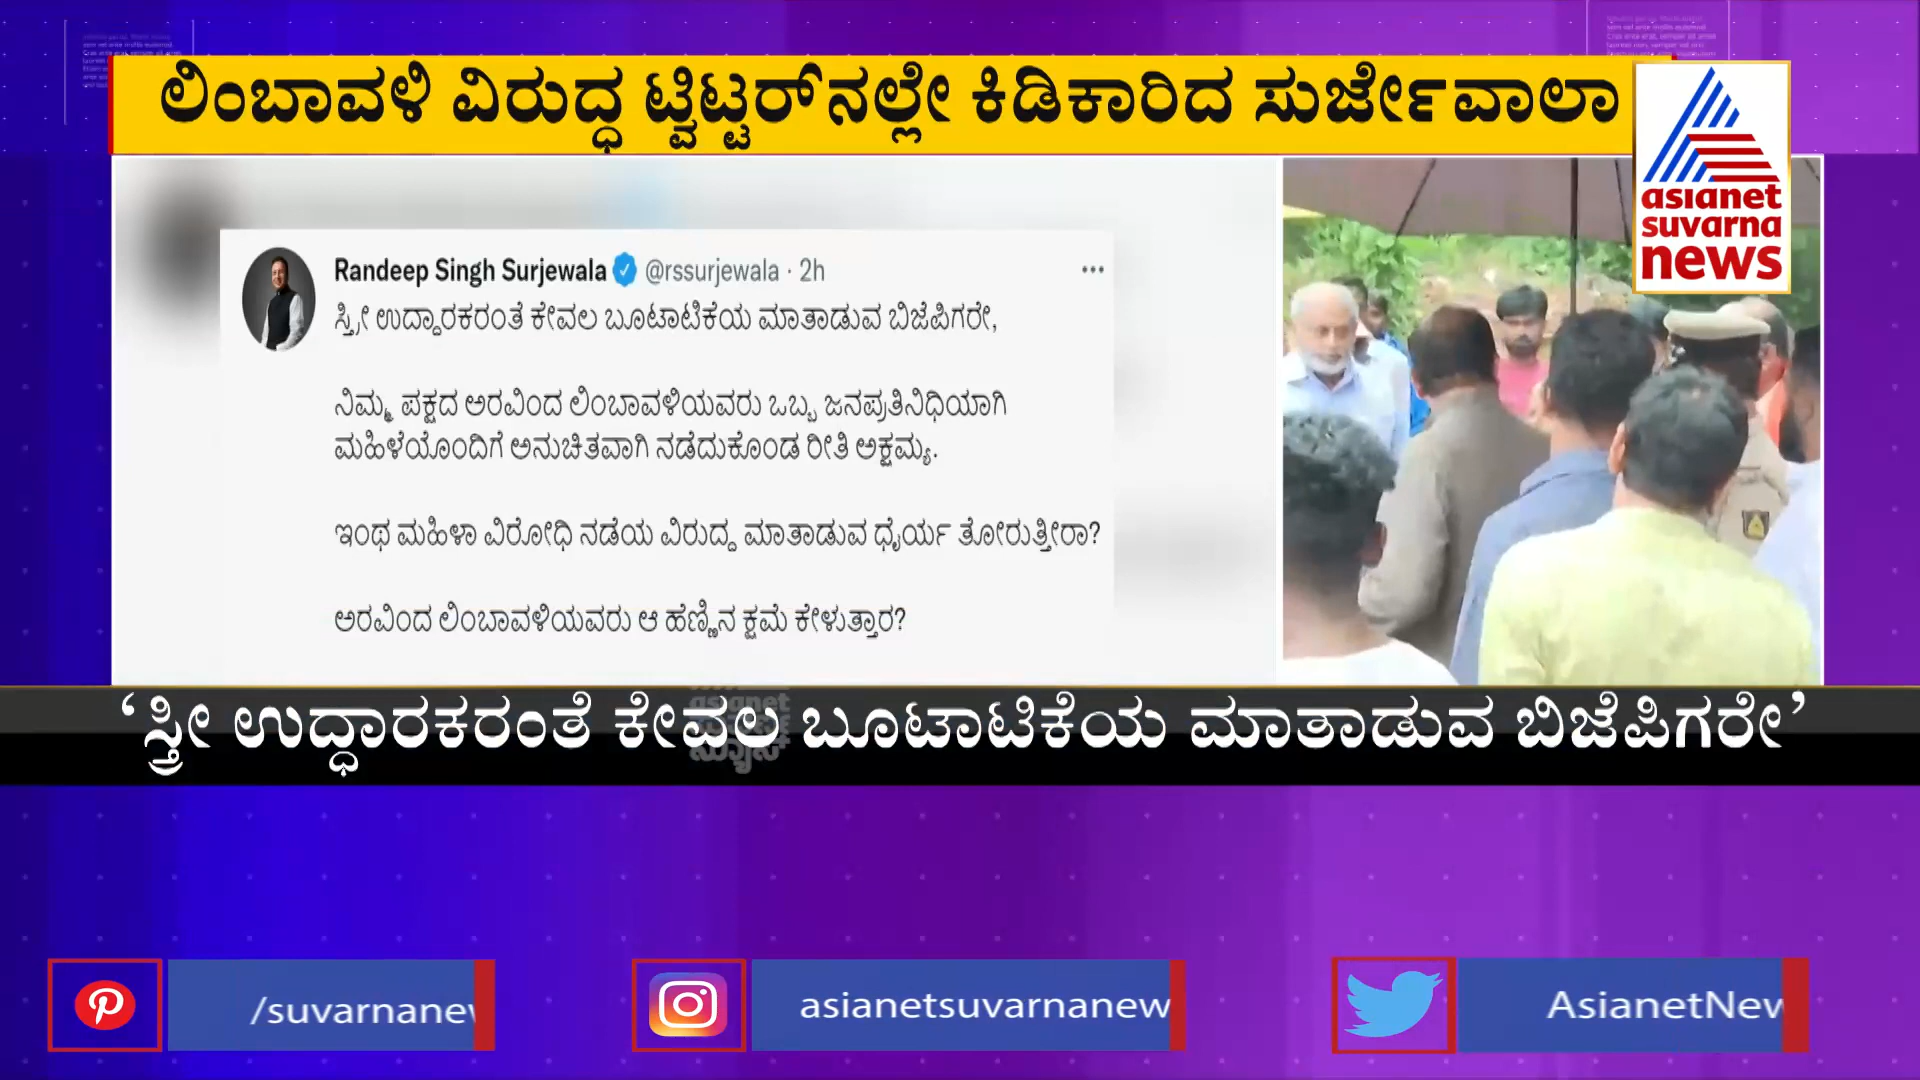 ಲಿಂಬಾವಳಿ ವಿರುದ್ಧ ಟ್ವಿಟ್ಟರ್‌ನಲ್ಲೇ ಕಿಡಿಕಾರಿದ ಸುರ್ಜೇವಾಲಾ
asianet
suvarna
news
Randeep Singh Surjewala @rssurjewala · 2h
ಸ್ತ್ರೀ ಉದ್ಧಾರಕರಂತೆ ಕೇವಲ ಬೂಟಾಟಿಕೆಯ ಮಾತಾಡುವ ಬಿಜೆಪಿಗರೇ,
ನಿಮ್ಮ ಪಕ್ಷದ ಅರವಿಂದ ಲಿಂಬಾವಳಿಯವರು ಒಬ್ಬ ಜನಪ್ರತಿನಿಧಿಯಾಗಿ
ಮಹಿಳೆಯೊಂದಿಗೆ ಅನುಚಿತವಾಗಿ ನಡೆದುಕೊಂಡ ರೀತಿ ಅಕ್ಷಮ್ಯ.
ಇಂಥ ಮಹಿಳಾ ವಿರೋಧಿ ನಡೆಯ ವಿರುದ್ಧ ಮಾತಾಡುವ ಧೈರ್ಯ ತೋರುತ್ತೀರಾ?
ಅರವಿಂದ ಲಿಂಬಾವಳಿಯವರು ಆ ಹೆಣ್ಣಿನ ಕ್ಷಮೆ ಕೇಳುತ್ತಾರ?
‘ಸ್ತ್ರೀ ಉದ್ಧಾರಕರಂತೆ ಕೇವಲ ಬೂಟಾಟಿಕೆಯ ಮಾತಾಡುವ ಬಿಜೆಪಿಗರೇ’
/suvarnanew
asianetsuvarnanew
AsianetNew